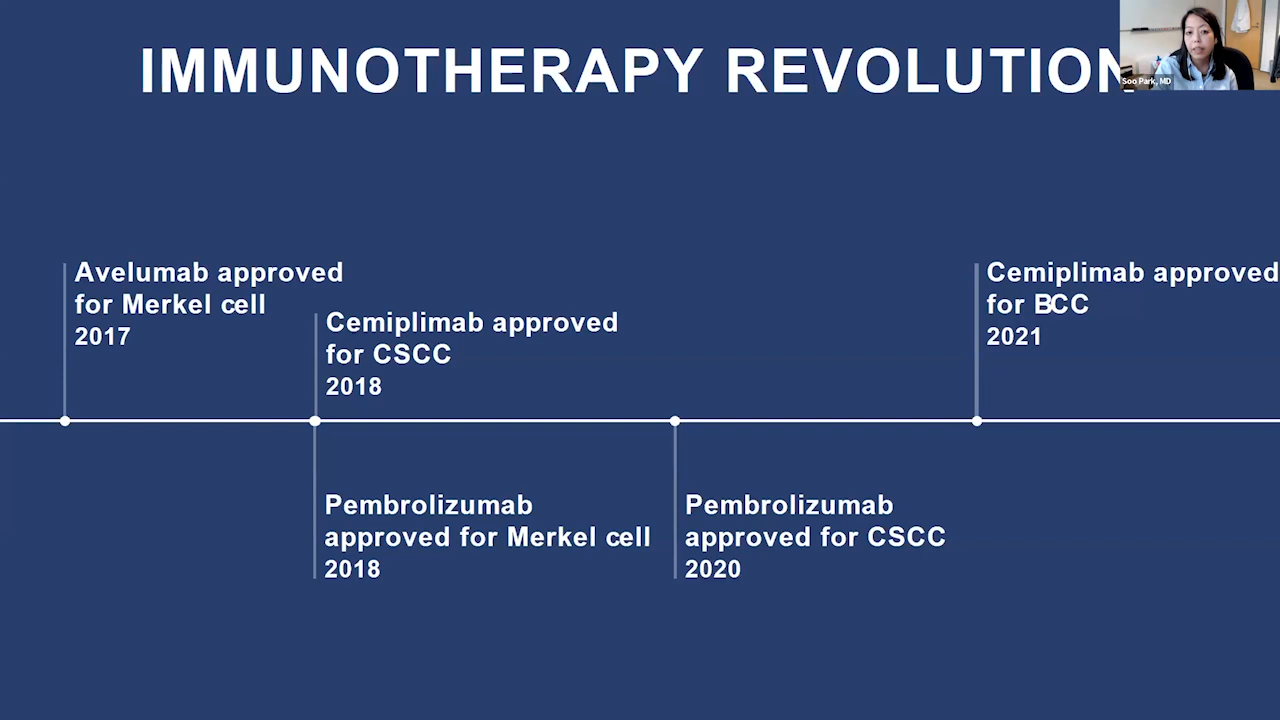 IMMUNOTHERAPY REVOLUTION
Soo Park, MD
Avelumab approved
for Merkel cell
2017
Cemiplimab approved
for CSCC
2018
Cemiplimab approved
for BCC
2021
Pembrolizumab
approved for Merkel cell
2018
Pembrolizumab
approved for CSCC
2020